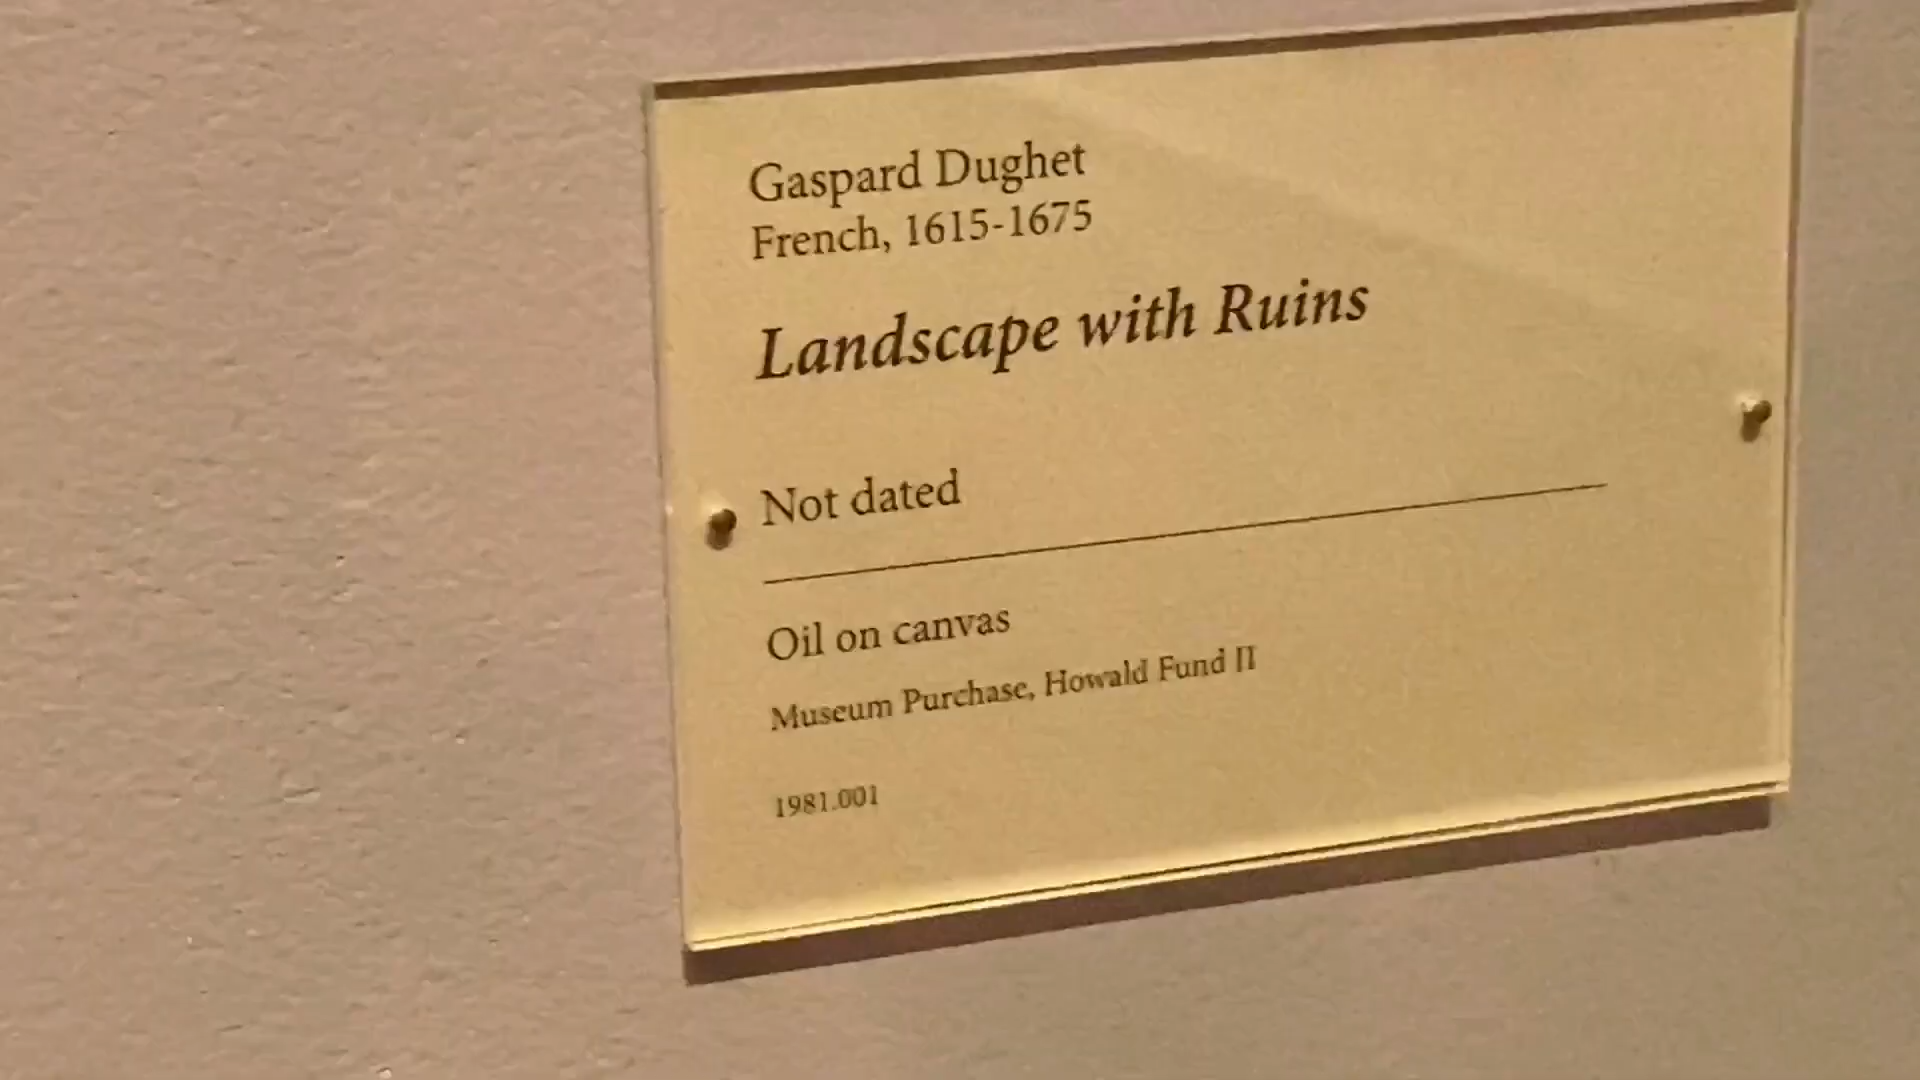 Gaspard Dughet
French, 1615-1675
Landscape with Ruins
Not dated
Oil on canvas
Museum Purchase, Howald Fund II
1981.001